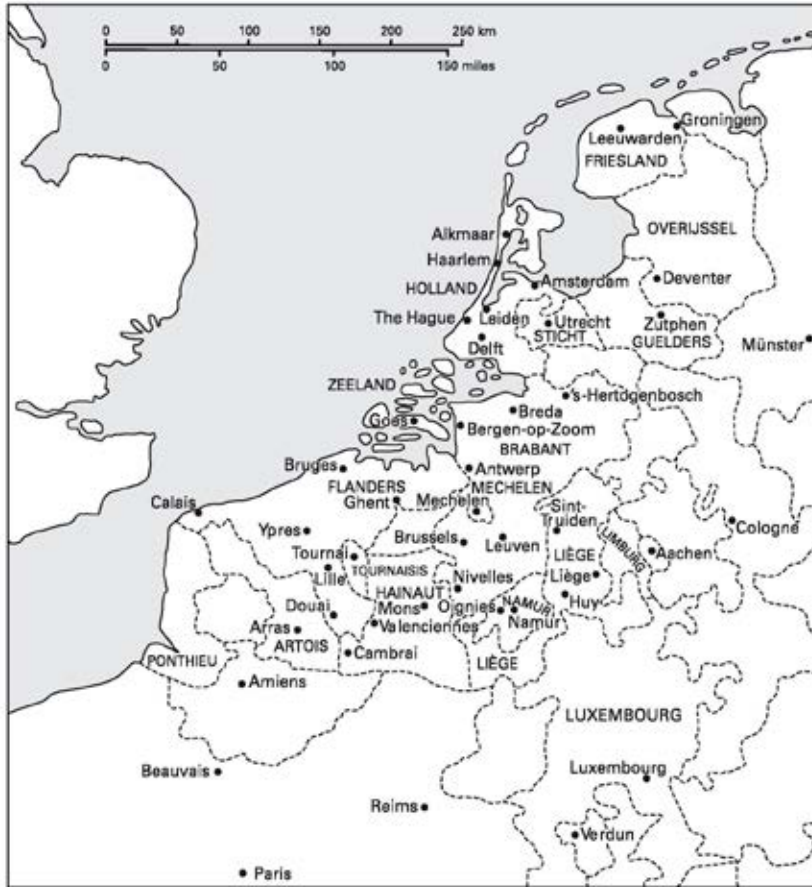 0 50 100 150 200 250 km
0 50 100 150 miles
Groningen
Leeuwarden
FRIESLAND
OVERIJSSEL
Alkmaar
Haarlem
HOLLAND
Amsterdam
Deventer
The Hague
Leiden
Utrecht
STICHT
Zutphen
GUELDERS
Delft
Münster
ZEELAND
's-Hertogenbosch
Goes
Breda
Bergen-op-Zoom
BRABANT
Bruges
Antwerp
FLANDERS
MECHELEN
Ghent
Mechelen
Calais
Sint-
Truiden
Cologne
Ypres
Brussels
Leuven
LIÈGE
LIMBURG
Aachen
Tournai
TOURNAISIS
Lille
Nivelles
Liège
HAINAUT
Mons
Oignies
NAMUR
Namur
Huy
Douai
Valenciennes
Arras
ARTOIS
Cambrai
LIÈGE
PONTHIEU
Amiens
LUXEMBOURG
Beauvais
Luxembourg
Reims
Verdun
Paris